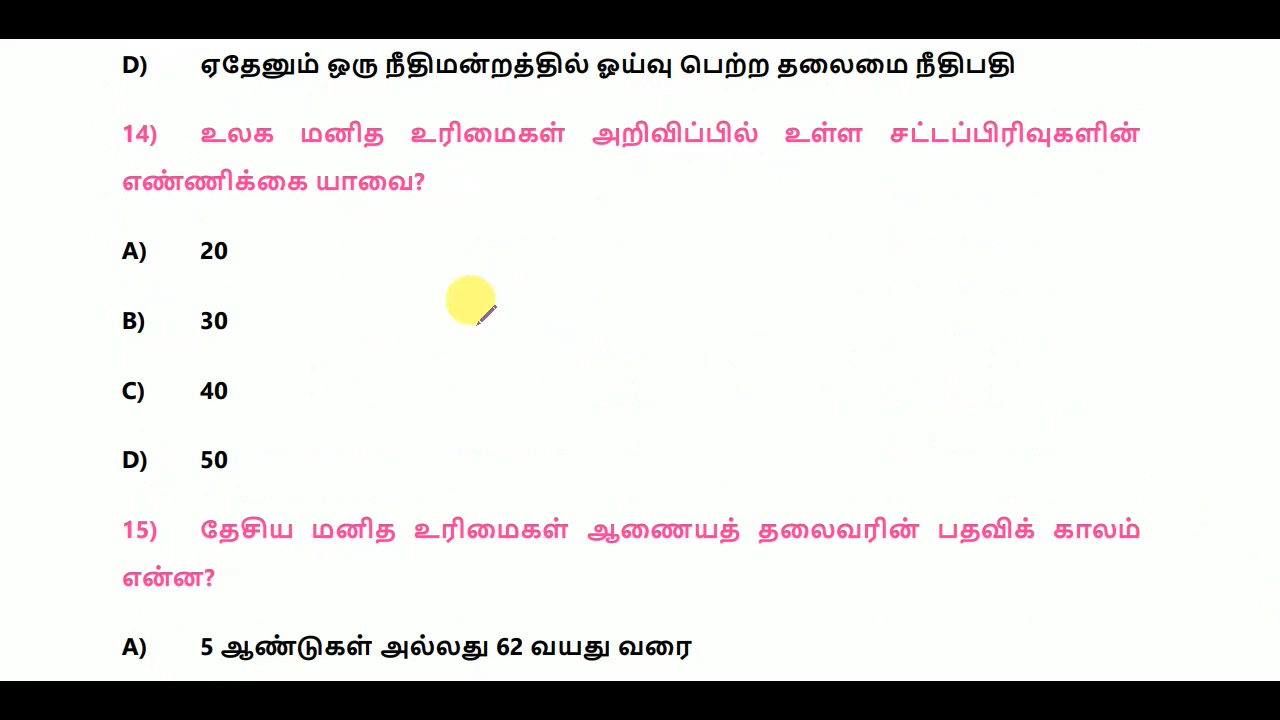 D) ஏதேனும் ஒரு நீதிமன்றத்தில் ஓய்வு பெற்ற தலைமை நீதிபதி
14) உலக மனித உரிமைகள் அறிவிப்பில் உள்ள சட்டப்பிரிவுகளின்
எண்ணிக்கை யாவை?
A) 20
B) 30
C) 40
D) 50
15) தேசிய மனித உரிமைகள் ஆணையத் தலைவரின் பதவிக் காலம்
என்ன?
A) 5 ஆண்டுகள் அல்லது 62 வயது வரை